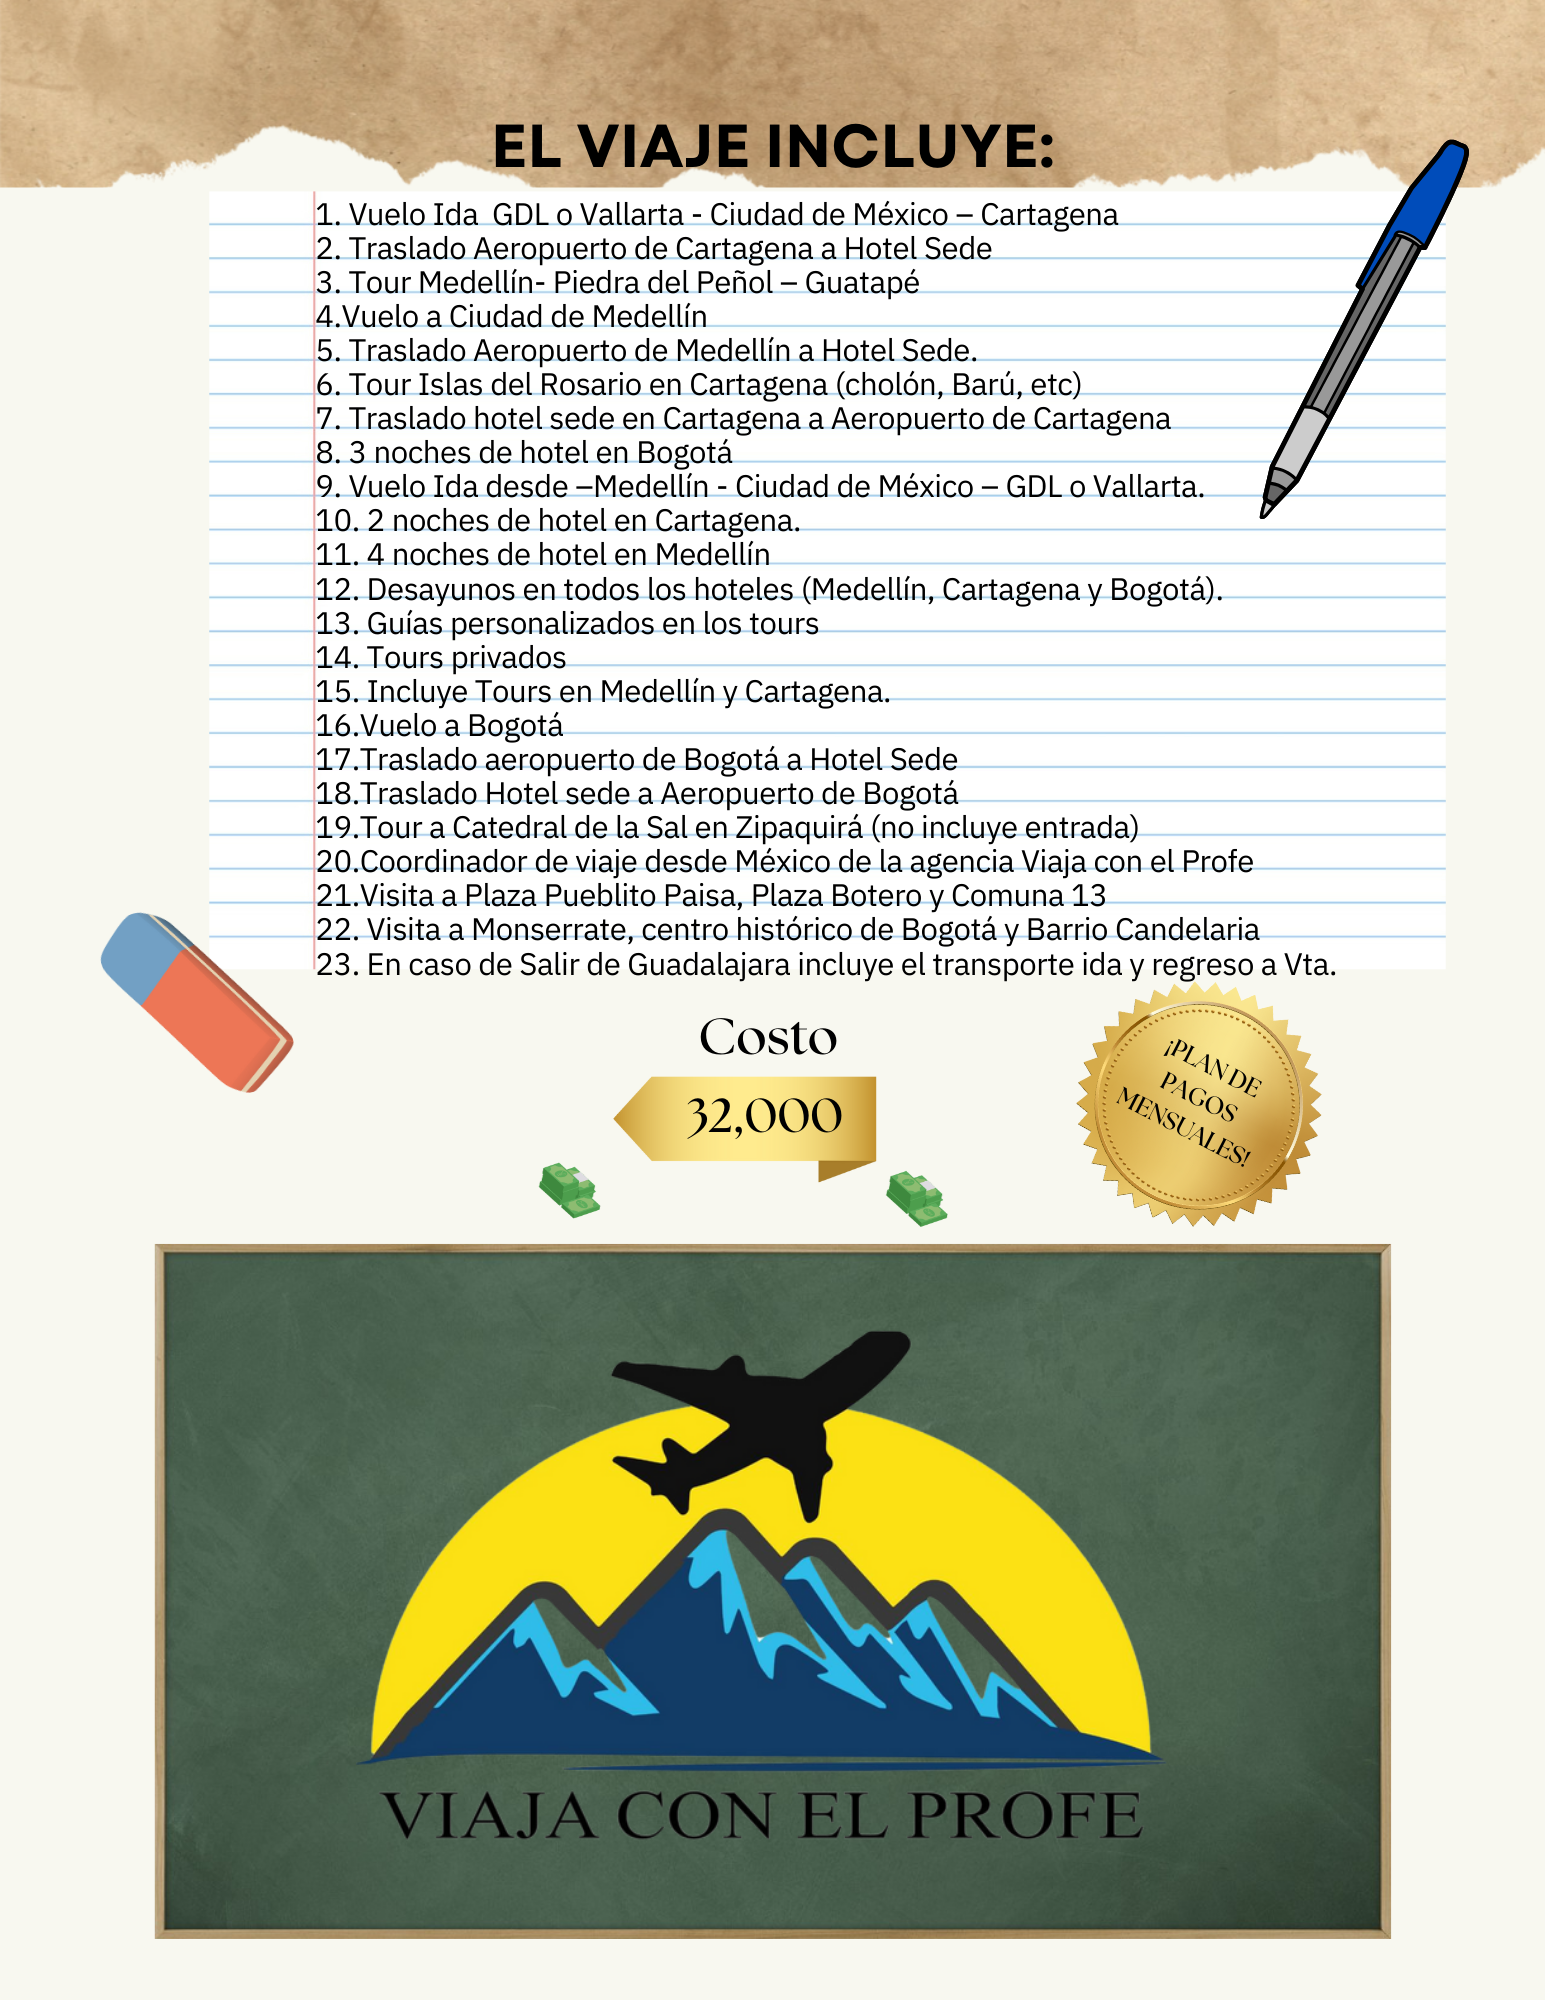 EL VIAJE INCLUYE:
1. Vuelo Ida  GDL o Vallarta - Ciudad de México – Cartagena
2. Traslado Aeropuerto de Cartagena a Hotel Sede
3. Tour Medellín- Piedra del Peñol – Guatapé
4.Vuelo a Ciudad de Medellín
5. Traslado Aeropuerto de Medellín a Hotel Sede.
6. Tour Islas del Rosario en Cartagena (cholón, Barú, etc)
7. Traslado hotel sede en Cartagena a Aeropuerto de Cartagena
8. 3 noches de hotel en Bogotá
9. Vuelo Ida desde –Medellín - Ciudad de México – GDL o Vallarta.
10. 2 noches de hotel en Cartagena.
11. 4 noches de hotel en Medellín
12. Desayunos en todos los hoteles (Medellín, Cartagena y Bogotá).
13. Guías personalizados en los tours
14. Tours privados
15. Incluye Tours en Medellín y Cartagena.
16.Vuelo a Bogotá
17.Traslado aeropuerto de Bogotá a Hotel Sede
18.Traslado Hotel sede a Aeropuerto de Bogotá
19.Tour a Catedral de la Sal en Zipaquirá (no incluye entrada)
20.Coordinador de viaje desde México de la agencia Viaja con el Profe
21.Visita a Plaza Pueblito Paisa, Plaza Botero y Comuna 13
22. Visita a Monserrate, centro histórico de Bogotá y Barrio Candelaria
23. En caso de Salir de Guadalajara incluye el transporte ida y regreso a Vta.
Costo
32,000
¡PLAN DE
PAGOS
MENSUALES!
VIAJA CON EL PROFE